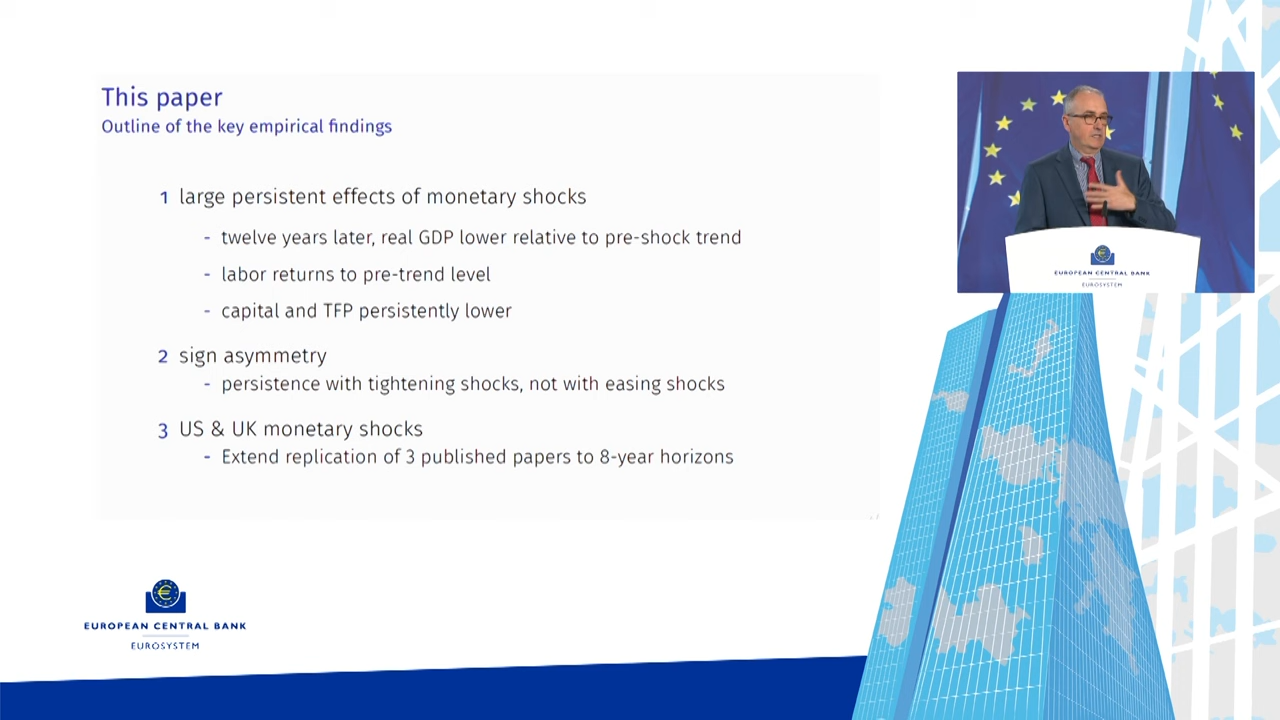 This paper
Outline of the key empirical findings
1 large persistent effects of monetary shocks
- twelve years later, real GDP lower relative to pre-shock trend
- labor returns to pre-trend level
- capital and TFP persistently lower
2 sign asymmetry
- persistence with tightening shocks, not with easing shocks
3 US & UK monetary shocks
- Extend replication of 3 published papers to 8-year horizons
EUROPEAN CENTRAL BANK
EUROSYSTEM
EUROPEAN CENTRAL BANK
EUROSYSTEM